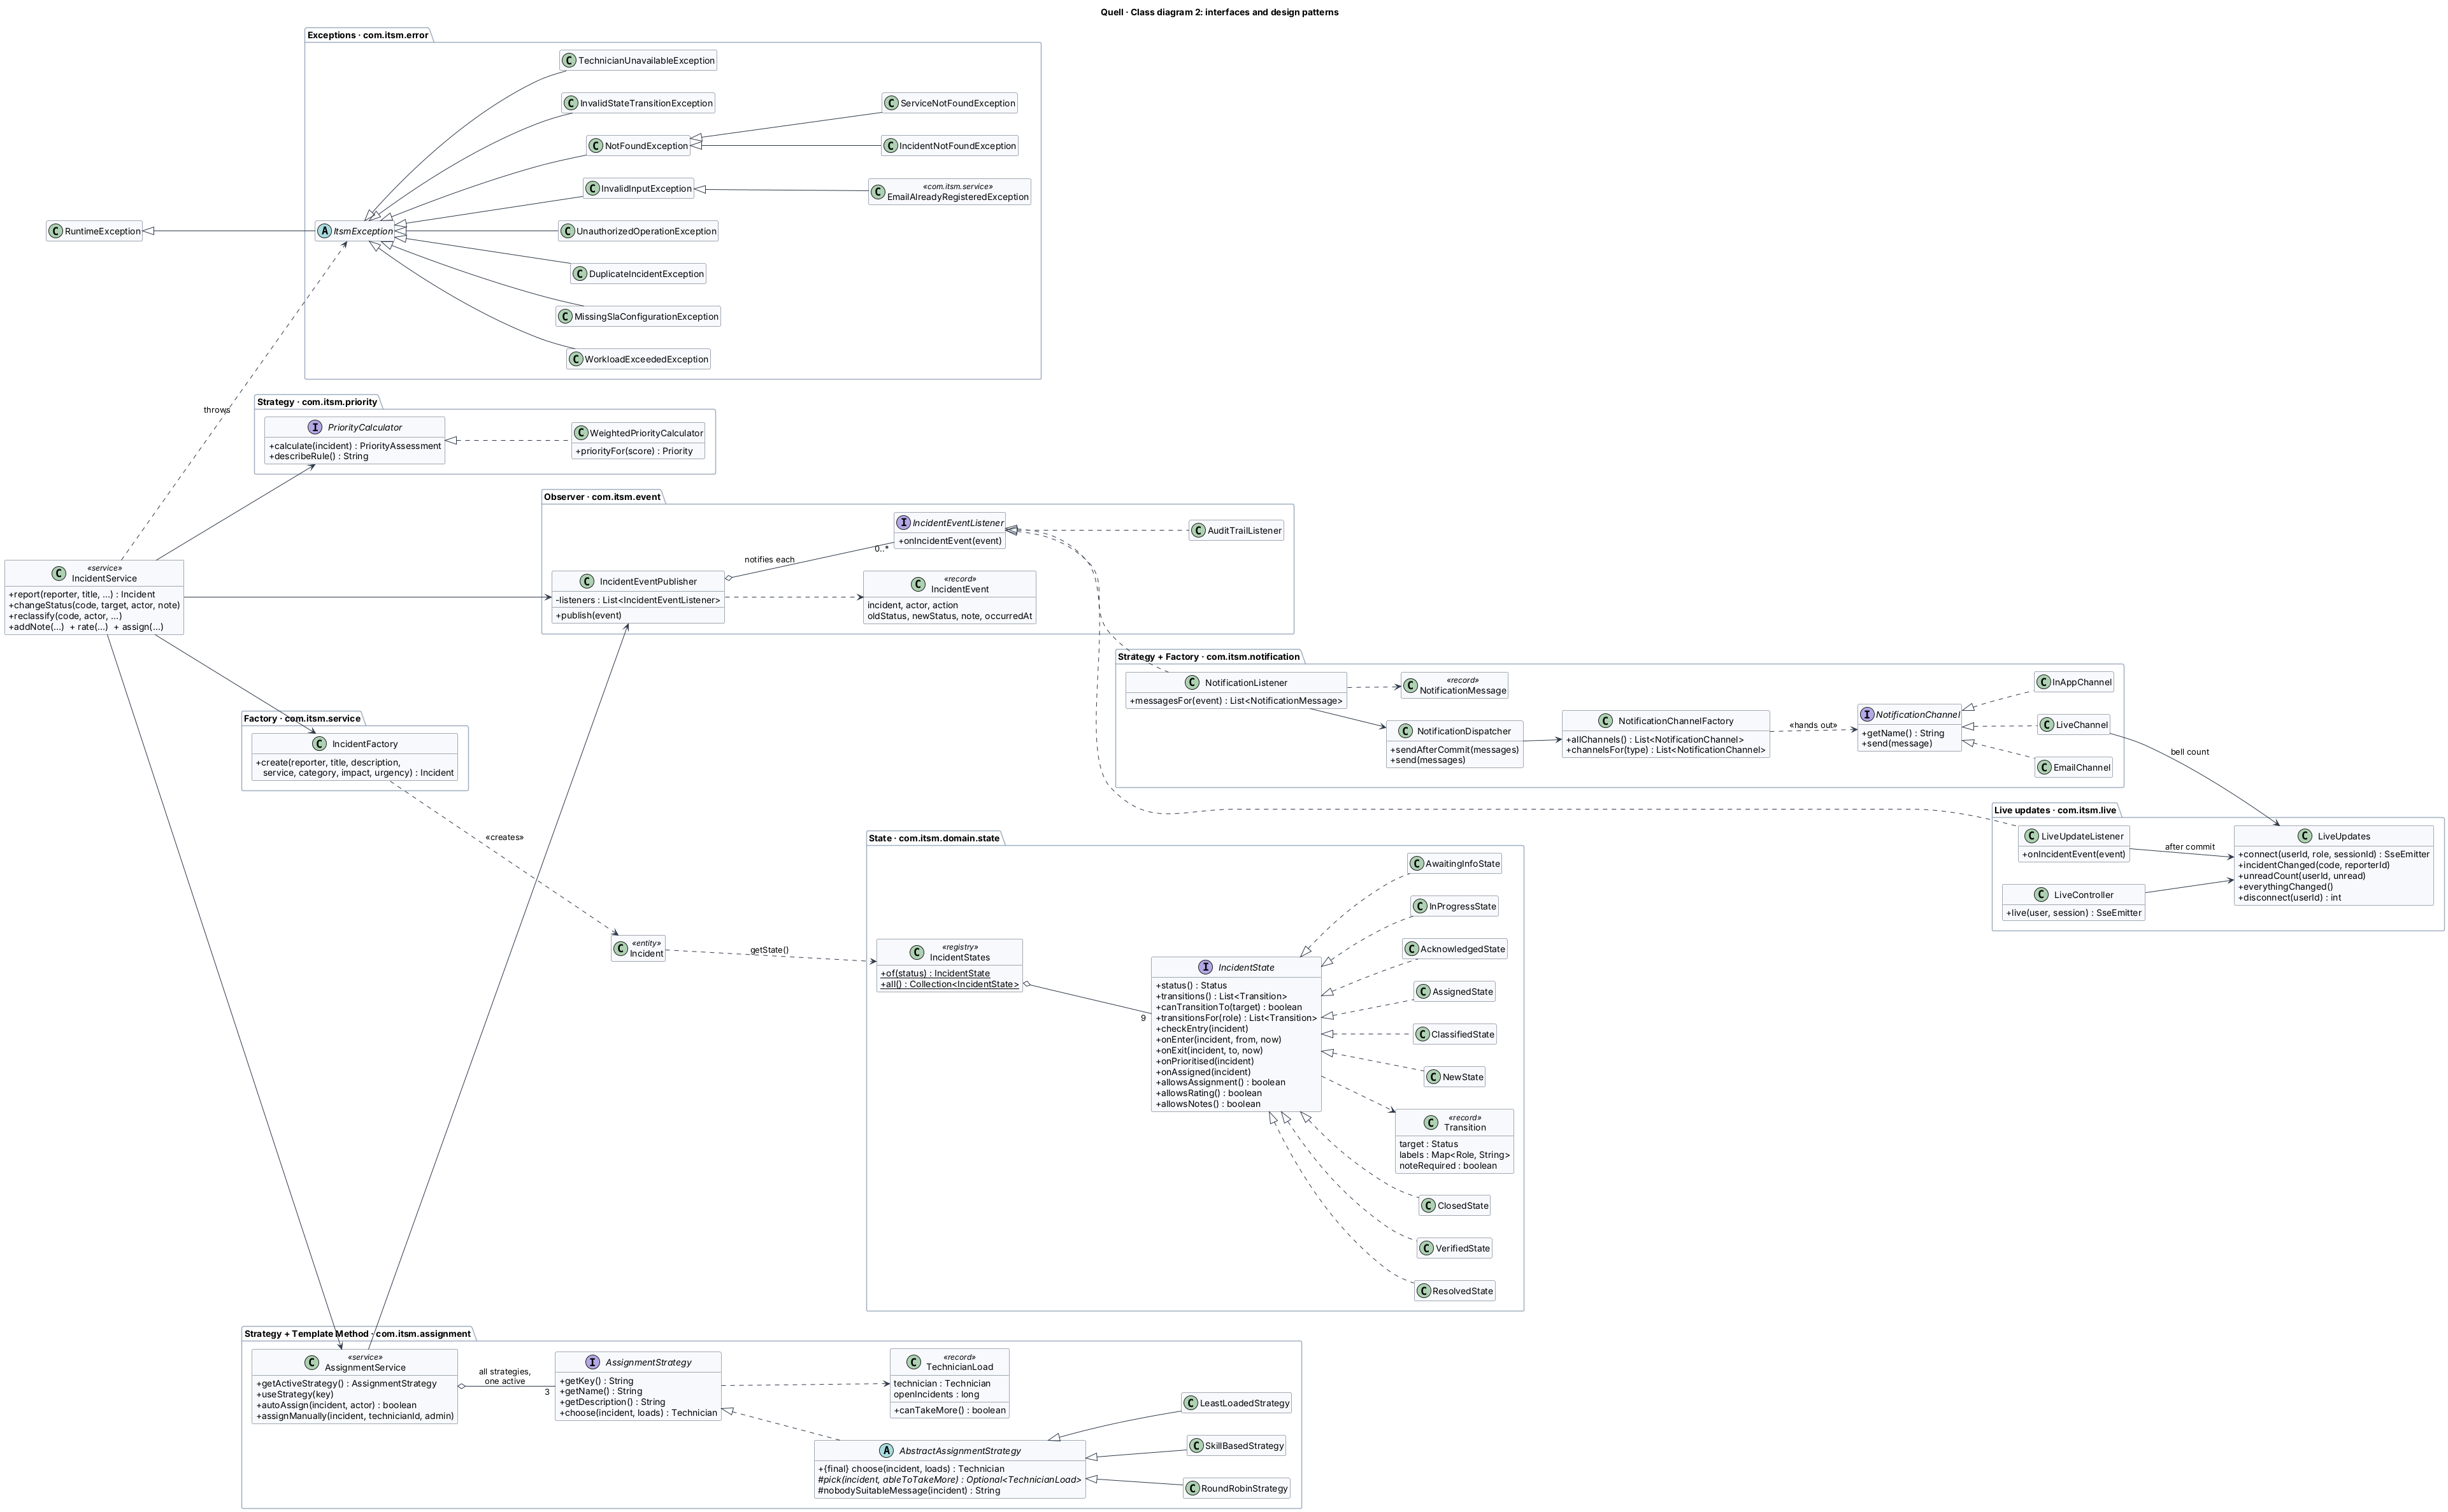 Quell · Class diagram 2: interfaces and design patterns
Exceptions · com.itsm.error
C TechnicianUnavailableException
C InvalidStateTransitionException
C ServiceNotFoundException
C NotFoundException
C IncidentNotFoundException
C InvalidInputException
«com.itsm.service»
C EmailAlreadyRegisteredException
C RuntimeException
A ItsmException
C UnauthorizedOperationException
C DuplicateIncidentException
C MissingSlaConfigurationException
C WorkloadExceededException
throws
Strategy · com.itsm.priority
I PriorityCalculator
+calculate(incident) : PriorityAssessment
+describeRule() : String
C WeightedPriorityCalculator
+priorityFor(score) : Priority
Observer · com.itsm.event
I IncidentEventListener
+onIncidentEvent(event)
C AuditTrailListener
0..*
notifies each
C IncidentEventPublisher
-listeners : List<IncidentEventListener>
+publish(event)
«record»
C IncidentEvent
incident, actor, action
oldStatus, newStatus, note, occurredAt
«service»
C IncidentService
+report(reporter, title, ...) : Incident
+changeStatus(code, target, actor, note)
+reclassify(code, actor, ...)
+addNote(...)  + rate(...)  + assign(...)
Strategy + Factory · com.itsm.notification
C NotificationListener
+messagesFor(event) : List<NotificationMessage>
«record»
C NotificationMessage
C NotificationDispatcher
+sendAfterCommit(messages)
+send(messages)
C NotificationChannelFactory
+allChannels() : List<NotificationChannel>
+channelsFor(type) : List<NotificationChannel>
«hands out»
I NotificationChannel
+getName() : String
+send(message)
C InAppChannel
C LiveChannel
C EmailChannel
bell count
Factory · com.itsm.service
C IncidentFactory
+create(reporter, title, description,
service, category, impact, urgency) : Incident
«creates»
Live updates · com.itsm.live
C LiveUpdateListener
+onIncidentEvent(event)
after commit
C LiveUpdates
+connect(userId, role, sessionId) : SseEmitter
+incidentChanged(code, reporterId)
+unreadCount(userId, unread)
+everythingChanged()
+disconnect(userId) : int
C LiveController
+live(user, session) : SseEmitter
State · com.itsm.domain.state
«entity»
C Incident
getState()
«registry»
C IncidentStates
+of(status) : IncidentState
+all() : Collection<IncidentState>
9
I IncidentState
+status() : Status
+transitions() : List<Transition>
+canTransitionTo(target) : boolean
+transitionsFor(role) : List<Transition>
+checkEntry(incident)
+onEnter(incident, from, now)
+onExit(incident, to, now)
+onPrioritised(incident)
+onAssigned(incident)
+allowsAssignment() : boolean
+allowsRating() : boolean
+allowsNotes() : boolean
C AwaitingInfoState
C InProgressState
C AcknowledgedState
C AssignedState
C ClassifiedState
C NewState
«record»
C Transition
target : Status
labels : Map<Role, String>
noteRequired : boolean
C ClosedState
C VerifiedState
C ResolvedState
Strategy + Template Method · com.itsm.assignment
«service»
C AssignmentService
+getActiveStrategy() : AssignmentStrategy
+useStrategy(key)
+autoAssign(incident, actor) : boolean
+assignManually(incident, technicianId, admin)
all strategies,
one active
3
I AssignmentStrategy
+getKey() : String
+getName() : String
+getDescription() : String
+choose(incident, loads) : Technician
«record»
C TechnicianLoad
technician : Technician
openIncidents : long
+canTakeMore() : boolean
A AbstractAssignmentStrategy
+{final} choose(incident, loads) : Technician
#pick(incident, ableToTakeMore) : Optional<TechnicianLoad>
#nobodySuitableMessage(incident) : String
C LeastLoadedStrategy
C SkillBasedStrategy
C RoundRobinStrategy